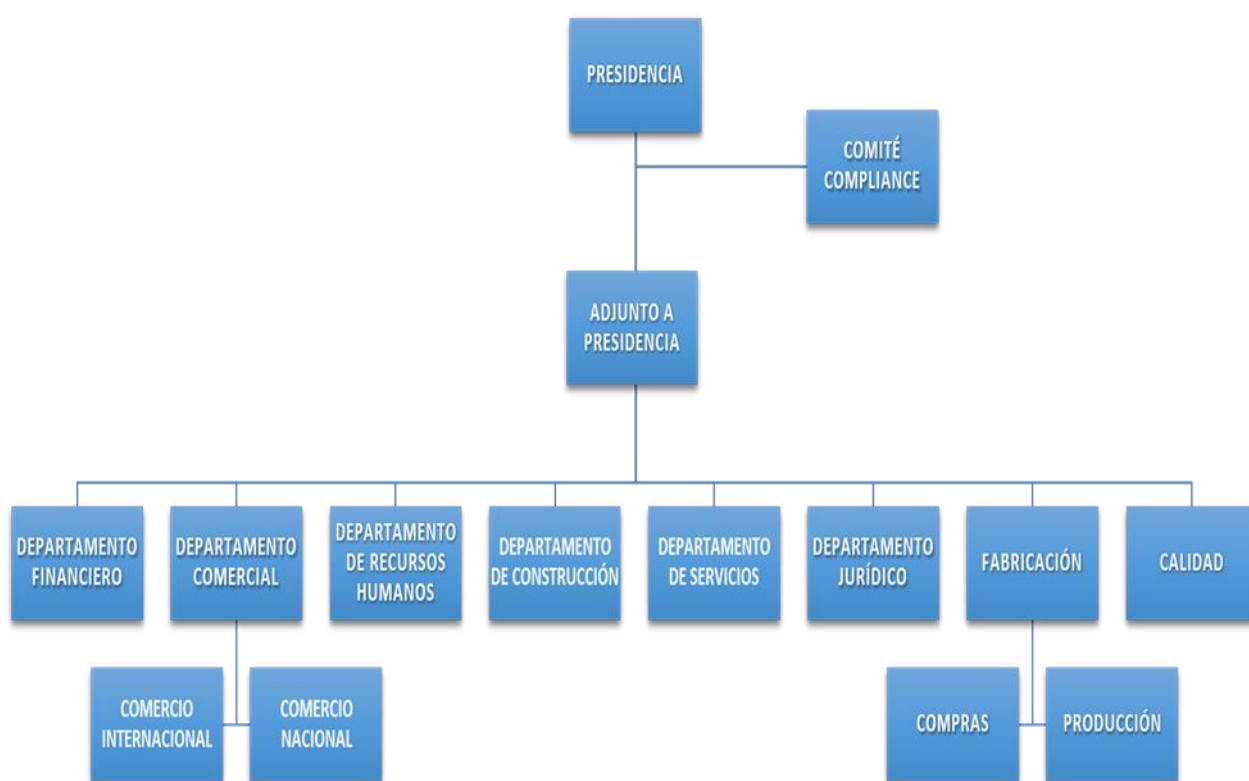 PRESIDENCIA
COMITÉ
COMPLIANCE
ADJUNTO A
PRESIDENCIA
DEPARTAMENTO
FINANCIERO
DEPARTAMENTO
COMERCIAL
DEPARTAMENTO
DE RECURSOS
HUMANOS
DEPARTAMENTO
DE CONSTRUCCIÓN
DEPARTAMENTO
DE SERVICIOS
DEPARTAMENTO
JURÍDICO
FABRICACIÓN
CALIDAD
COMERCIO
INTERNACIONAL
COMERCIO
NACIONAL
COMPRAS
PRODUCCIÓN